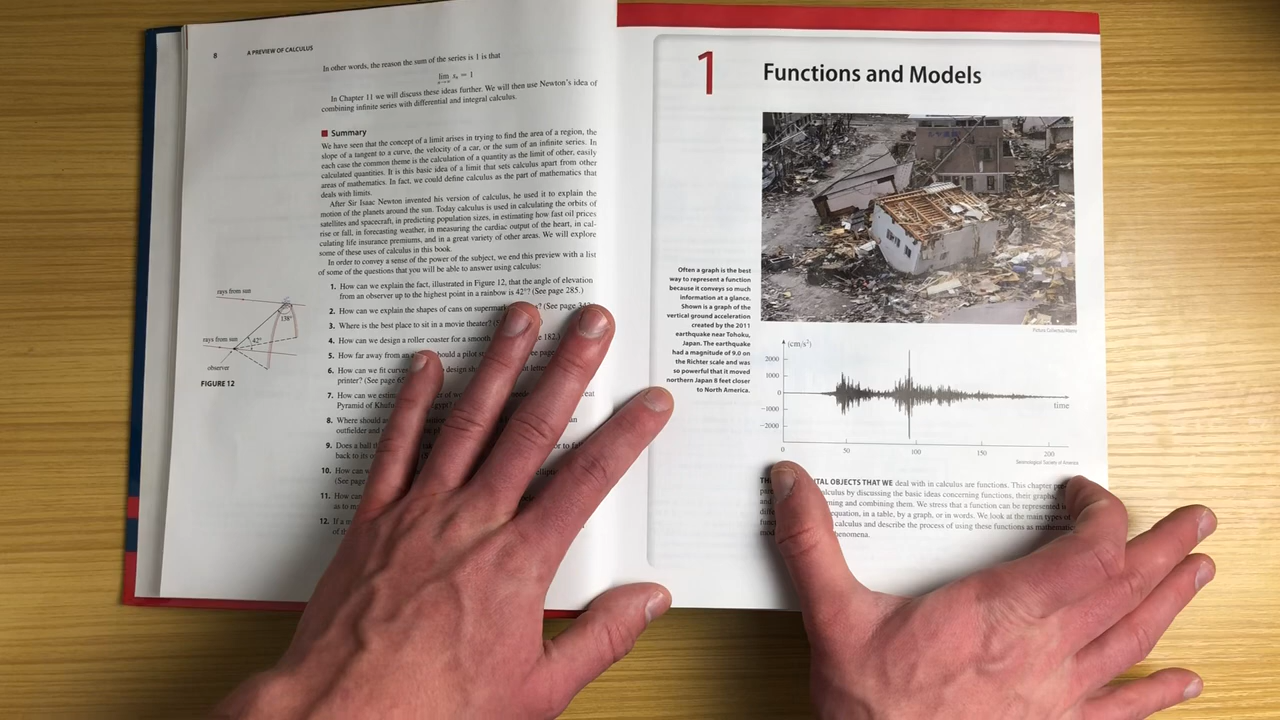 8 A PREVIEW OF CALCULUS
In other words, the reason the sum of the series is 1 is that
lim sₙ = 1
n→∞
In Chapter 11 we will discuss these ideas further. We will then use Newton's idea of
combining infinite series with differential and integral calculus.
Summary
We have seen that the concept of a limit arises in trying to find the area of a region, the
slope of a tangent to a curve, the velocity of a car, or the sum of an infinite series. In
each case the common theme is the calculation of a quantity as the limit of other, easily
calculated quantities. It is this basic idea of a limit that sets calculus apart from other
areas of mathematics. In fact, we could define calculus as the part of mathematics that
deals with limits.
After Sir Isaac Newton invented his version of calculus, he used it to explain the
motion of the planets around the sun. Today calculus is used in calculating the orbits of
satellites and spacecraft, in predicting population sizes, in estimating how fast oil prices
rise or fall, in forecasting weather, in measuring the cardiac output of the heart, in cal-
culating life insurance premiums, and in a great variety of other areas. We will explore
some of these uses of calculus in this book.
In order to convey a sense of the power of the subject, we end this preview with a list
of some of the questions that you will be able to answer using calculus:
1. How can we explain the fact, illustrated in Figure 12, that the angle of elevation
from an observer up to the highest point in a rainbow is 42°? (See page 285.)
2. How can we explain the shapes of cans on supermar ? (See page 343
3. Where is the best place to sit in a movie theater?
4. How can we design a roller coaster for a smooth 182.)
5. How far away from an should a pilot
6. How can we fit curves design
printer? (See page
7. How can we of
Pyramid of Khufu
8. Where should an
outfielder and
9. Does a ball to
back to its
10. How can
(See page
11. How can
as to
12. If a
of
rays from sun
138°
rays from sun
42°
observer
FIGURE 12
1 Functions and Models
Often a graph is the best
way to represent a function
because it conveys so much
information at a glance.
Shown is a graph of the
vertical ground acceleration
created by the 2011
earthquake near Tohoku,
Japan. The earthquake
had a magnitude of 9.0 on
the Richter scale and was
so powerful that it moved
northern Japan 8 feet closer
to North America.
(cm/s²)
2000
1000
0
−1000
−2000
time
0 50 100 150 200
Seismological Society of America
TH TAL OBJECTS THAT WE deal with in calculus are functions. This chapter
alculus by discussing the basic ideas concerning functions, their graphs,
and ming and combining them. We stress that a function can be represented in
diffe equation, in a table, by a graph, or in words. We look at the main types of
func calculus and describe the process of using these functions as mathematic
mod henomena.